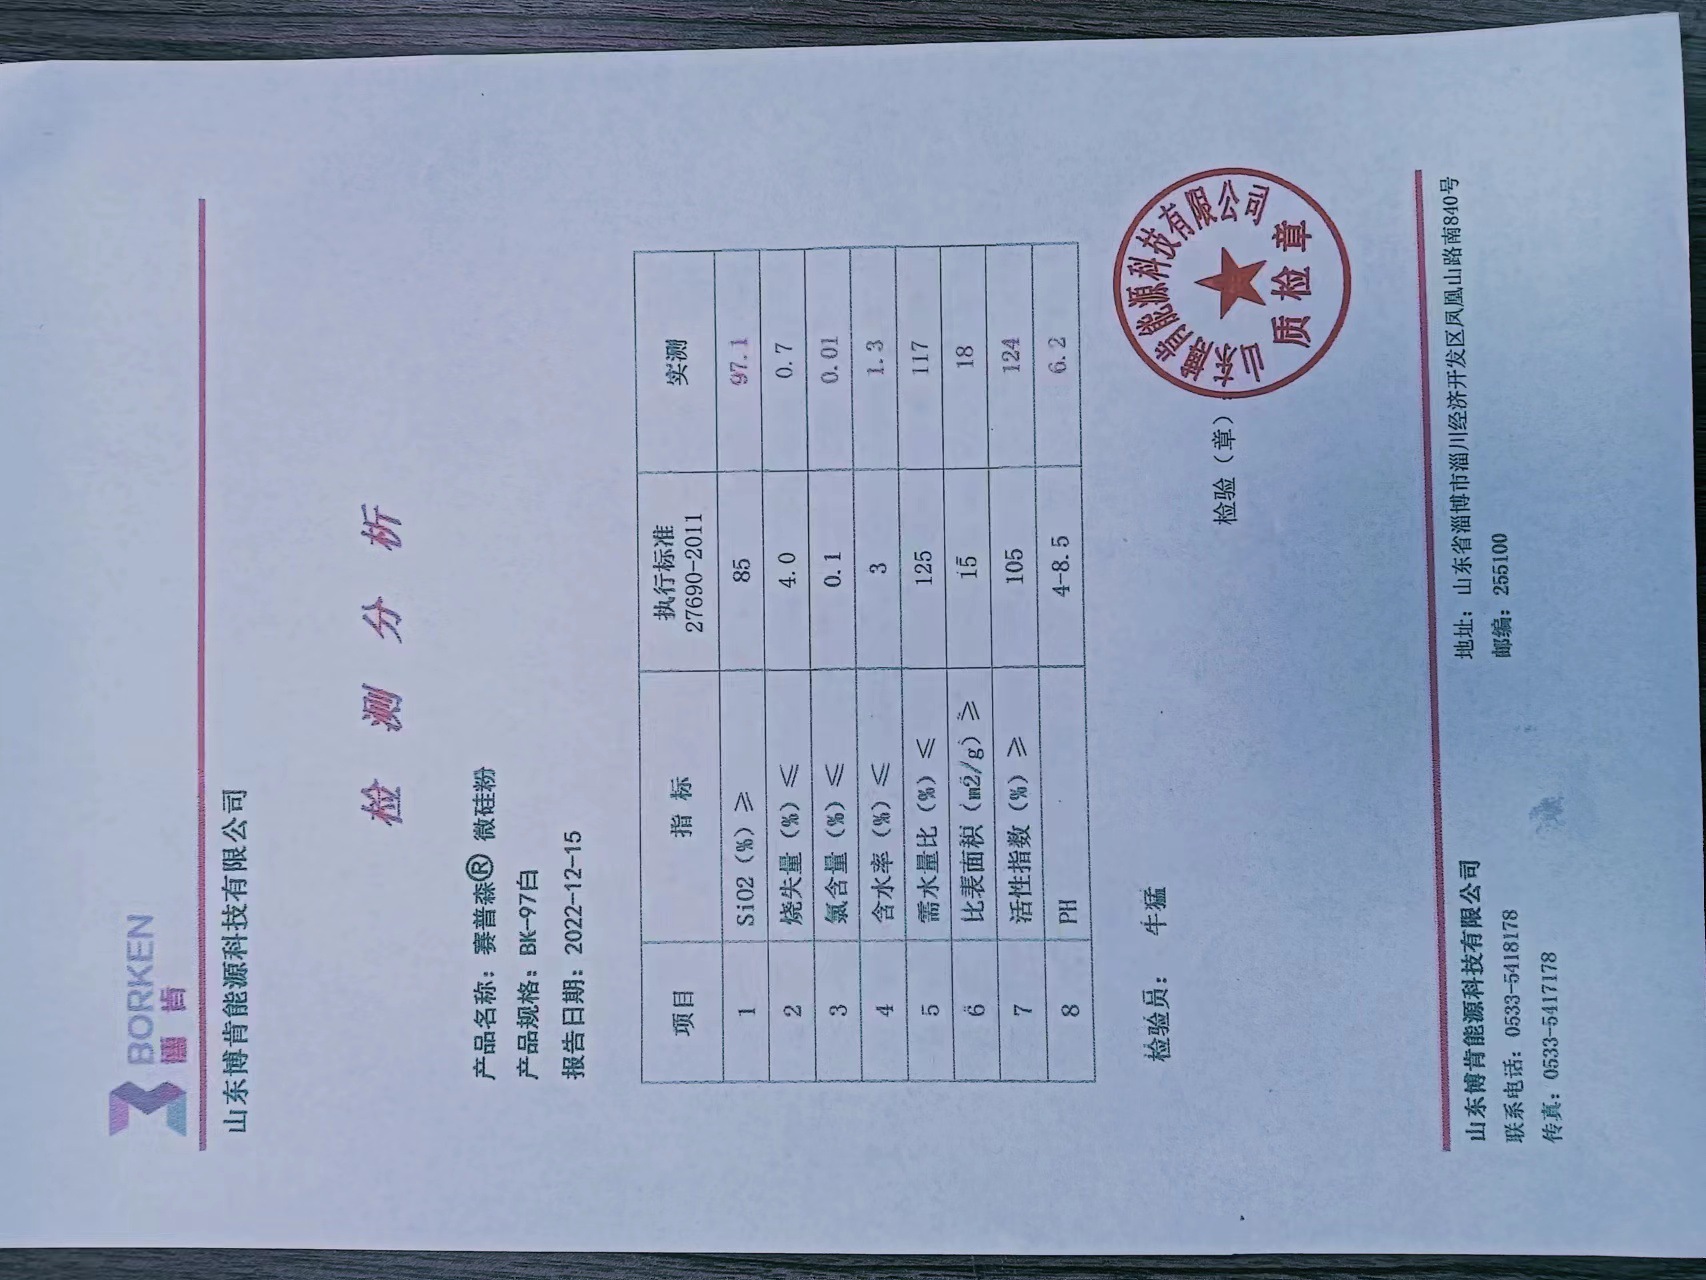 BORKEN
博肯
山东博肯能源科技有限公司
检测分析
产品名称：赛普森® 微硅粉
产品规格：BK-97白
报告日期：2022-12-15
项目 指标 执行标准 27690-2011 实测
1 SiO2（%）≥ 85 97.1
2 烧失量（%）≤ 4.0 0.7
3 氯含量（%）≤ 0.1 0.01
4 含水率（%）≤ 3 1.3
5 需水量比（%）≤ 125 117
6 比表面积（m2/g）≥ 15 18
7 活性指数（%）≥ 105 124
8 PH 4-8.5 6.2
检验员： 牛猛 检验（章）：
山东博肯能源科技有限公司
质检章
山东博肯能源科技有限公司 地址：山东省淄博市淄川经济开发区凤凰山路南840号
联系电话：0533-5418178 邮编：255100
传真：0533-5417178